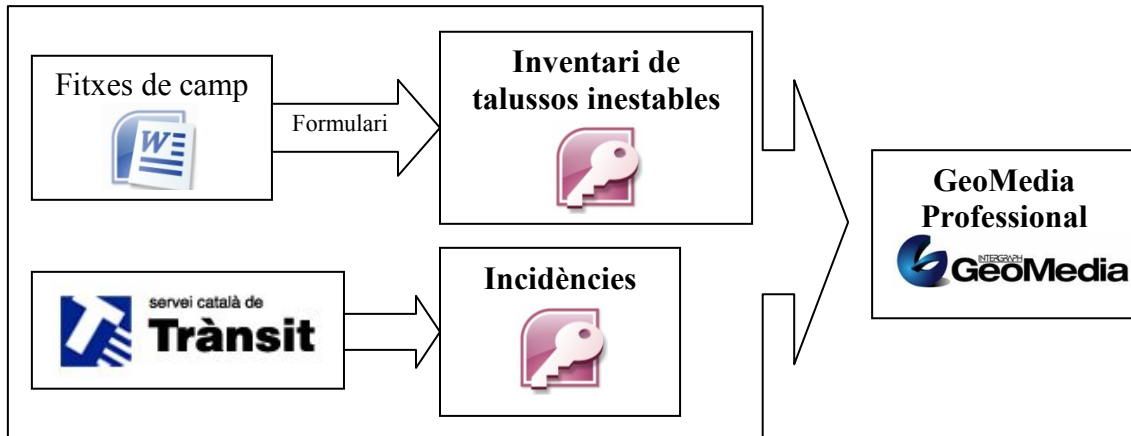 Fitxes de camp
W
Formulari
Inventari de
talussos inestables
servei català de
Trànsit
Incidències
GeoMedia
Professional
INTERGRAPH
GeoMedia